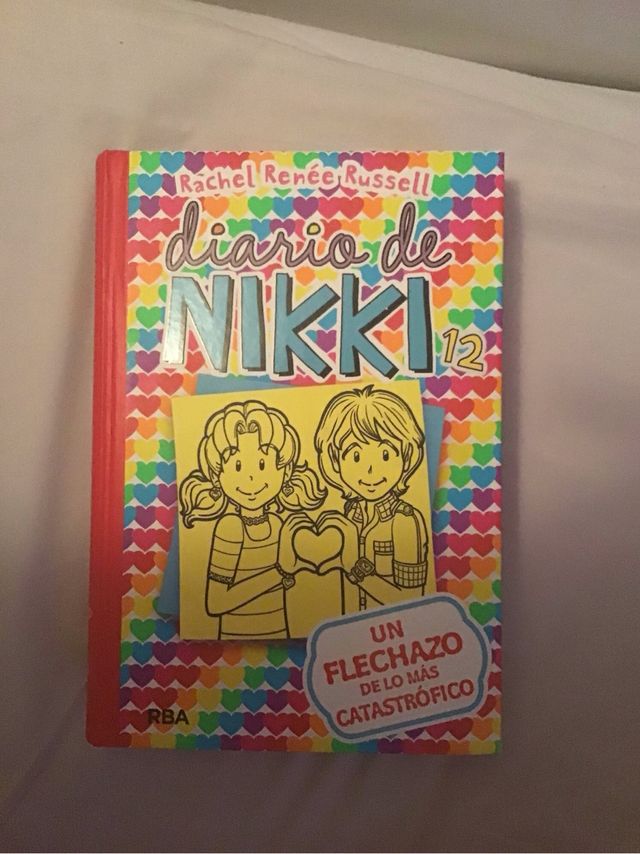 Rachel Renée Russell
diario de
NIKKI 12
UN
FLECHAZO
DE LO MÁS
CATASTRÓFICO
RBA